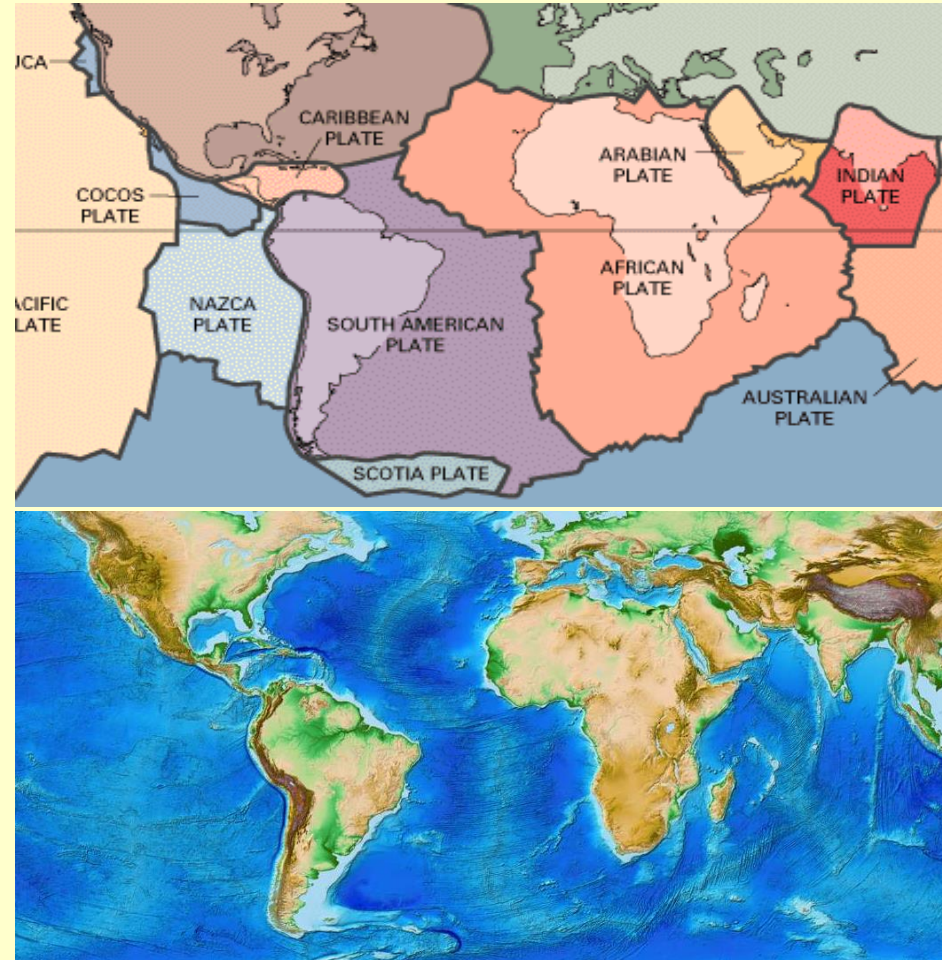 UCA
CARIBBEAN
PLATE
ARABIAN
PLATE
INDIAN
PLATE
COCOS
PLATE
AFRICAN
PLATE
ACIFIC
LATE
NAZCA
PLATE
SOUTH AMERICAN
PLATE
AUSTRALIAN
PLATE
SCOTIA PLATE